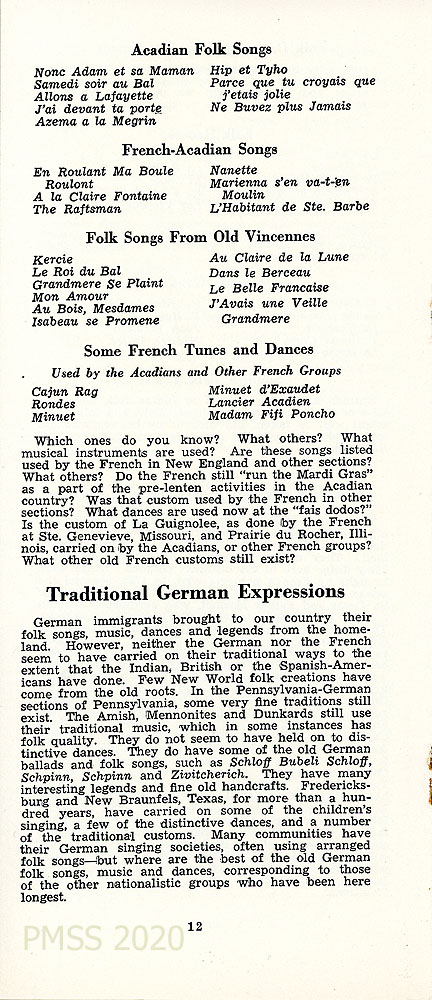 Acadian Folk Songs
Nonc Adam et sa Maman
Samedi soir au Bal
Allons a Lafayette
J'ai devant ta porte
Azema a la Megrin
Hip et Tyho
Parce que tu croyais que
j'etais jolie
Ne Buvez plus Jamais
French-Acadian Songs
En Roulant Ma Boule
Roulont
A la Claire Fontaine
The Raftsman
Nanette
Marienna s'en va-t-en
Moulin
L'Habitant de Ste. Barbe
Folk Songs From Old Vincennes
Kercie
Le Roi du Bal
Grandmere Se Plaint
Mon Amour
Au Bois, Mesdames
Isabeau se Promene
Au Claire de la Lune
Dans le Berceau
Le Belle Francaise
J'Avais une Veille
Grandmere
Some French Tunes and Dances
Used by the Acadians and Other French Groups
Cajun Rag
Rondes
Minuet
Minuet d'Exaudet
Lancier Acadien
Madam Fifi Poncho
Which ones do you know? What others? What
musical instruments are used? Are these songs listed
used by the French in New England and other sections?
What others? Do the French still "run the Mardi Gras"
as a part of the pre-lenten activities in the Acadian
country? Was that custom used by the French in other
sections? What dances are used now at the "fais dodos?"
Is the custom of La Guignolee, as done by the French
at Ste. Genevieve, Missouri, and Prairie du Rocher, Illi-
nois, carried on by the Acadians, or other French groups?
What other old French customs still exist?
Traditional German Expressions
German immigrants brought to our country their
folk songs, music, dances and legends from the home-
land. However, neither the German nor the French
seem to have carried on their traditional ways to the
extent that the Indian, British or the Spanish-Amer-
icans have done. Few New World folk creations have
come from the old roots. In the Pennsylvania-German
sections of Pennsylvania, some very fine traditions still
exist. The Amish, Mennonites and Dunkards still use
their traditional music, which in some instances has
folk quality. They do not seem to have held on to dis-
tinctive dances. They do have some of the old German
ballads and folk songs, such as Schloff Bubeli Schloff,
Schpinn, Schpinn and Zivitcherich. They have many
interesting legends and fine old handcrafts. Fredericks-
burg and New Braunfels, Texas, for more than a hun-
dred years, have carried on some of the children's
singing, a few of the distinctive dances, and a number
of the traditional customs. Many communities have
their German singing societies, often using arranged
folk songs—but where are the best of the old German
folk songs, music and dances, corresponding to those
of the other nationalistic groups who have been here
longest.
12
PMSS 2020